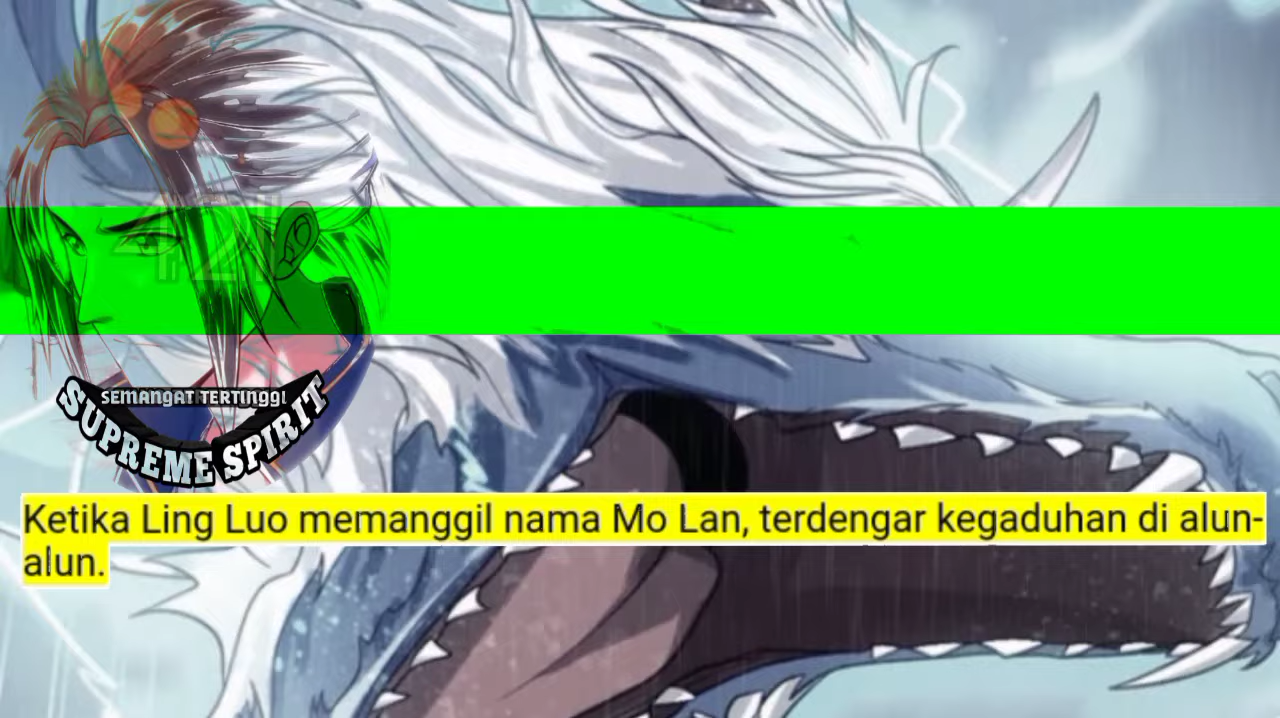 SEMANGAT TERTINGGI
SUPREME SPIRIT
Ketika Ling Luo memanggil nama Mo Lan, terdengar kegaduhan di alun-
alun.